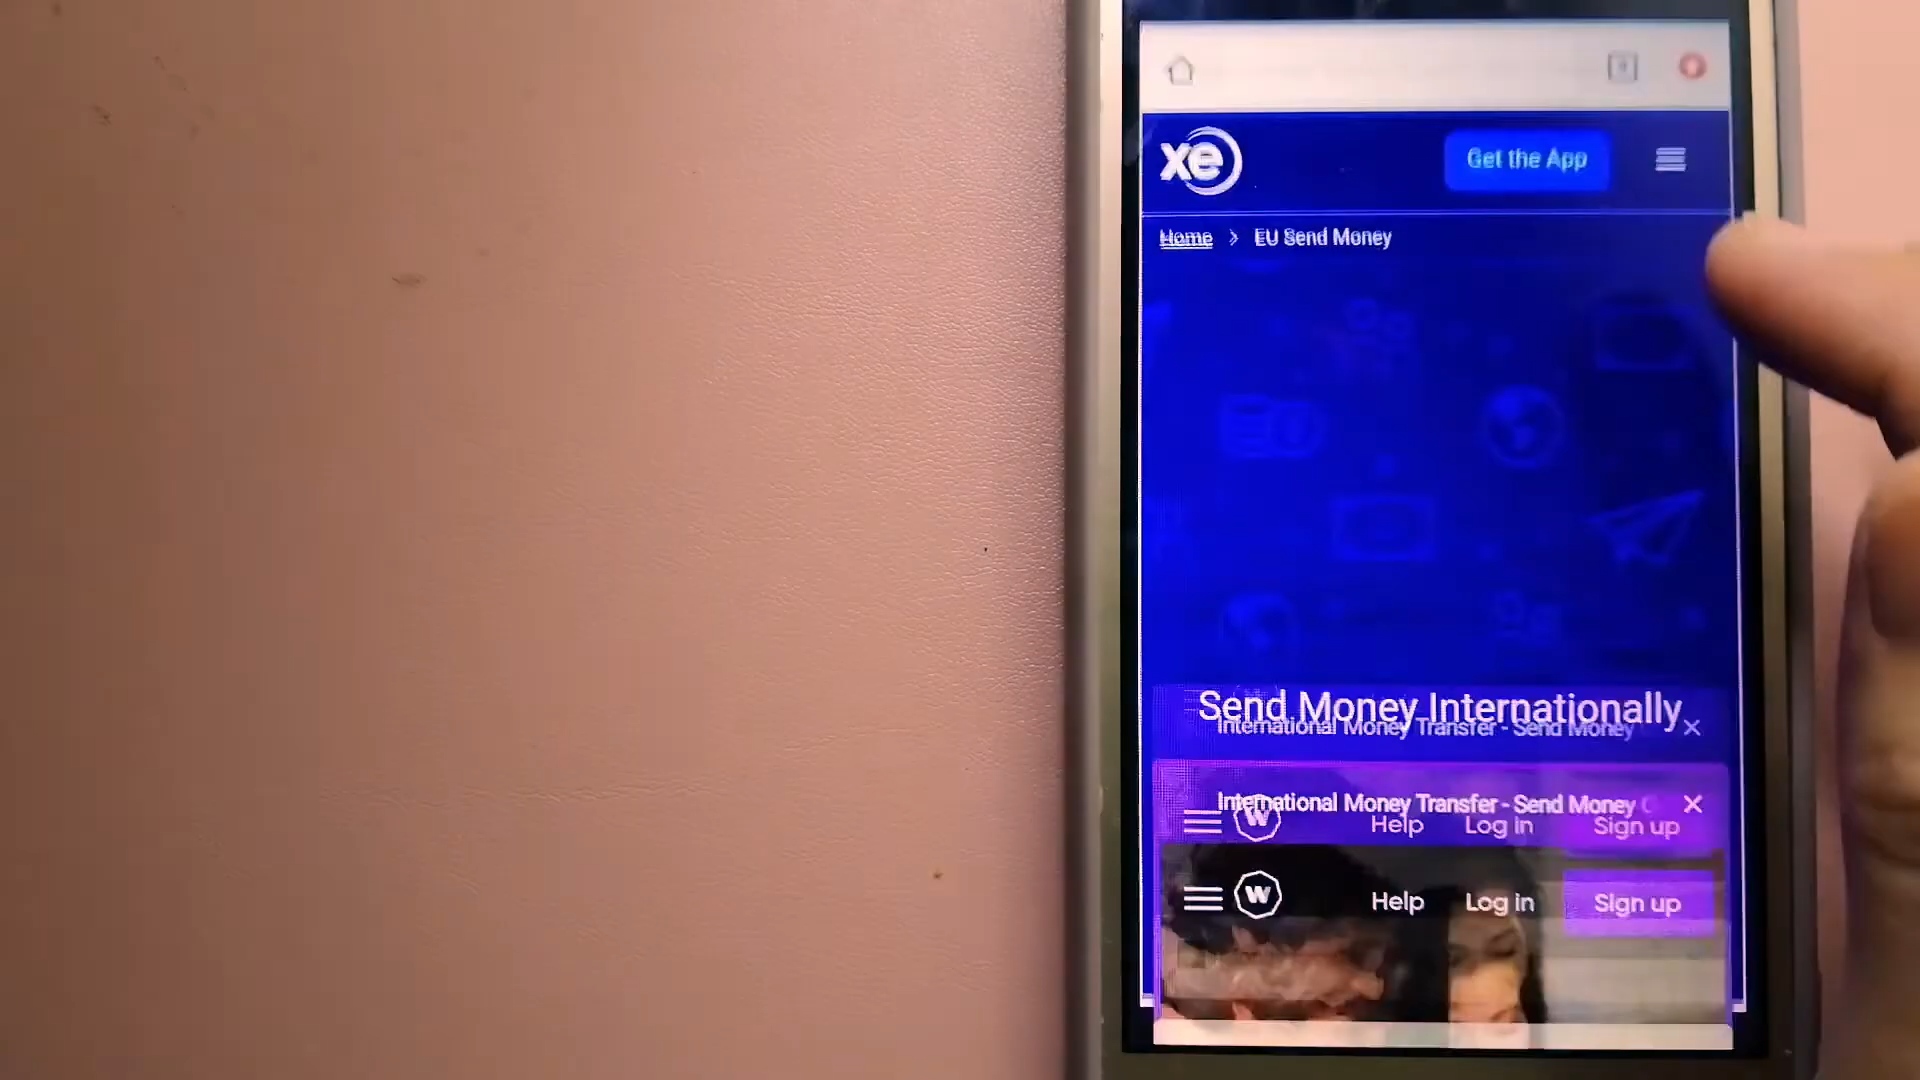 xe
Get the App
Home > EU Send Money
Send Money Internationally
International Money Transfer - Send Money
International Money Transfer - Send Money
W
Help Log in Sign up
W
Help Log in Sign up